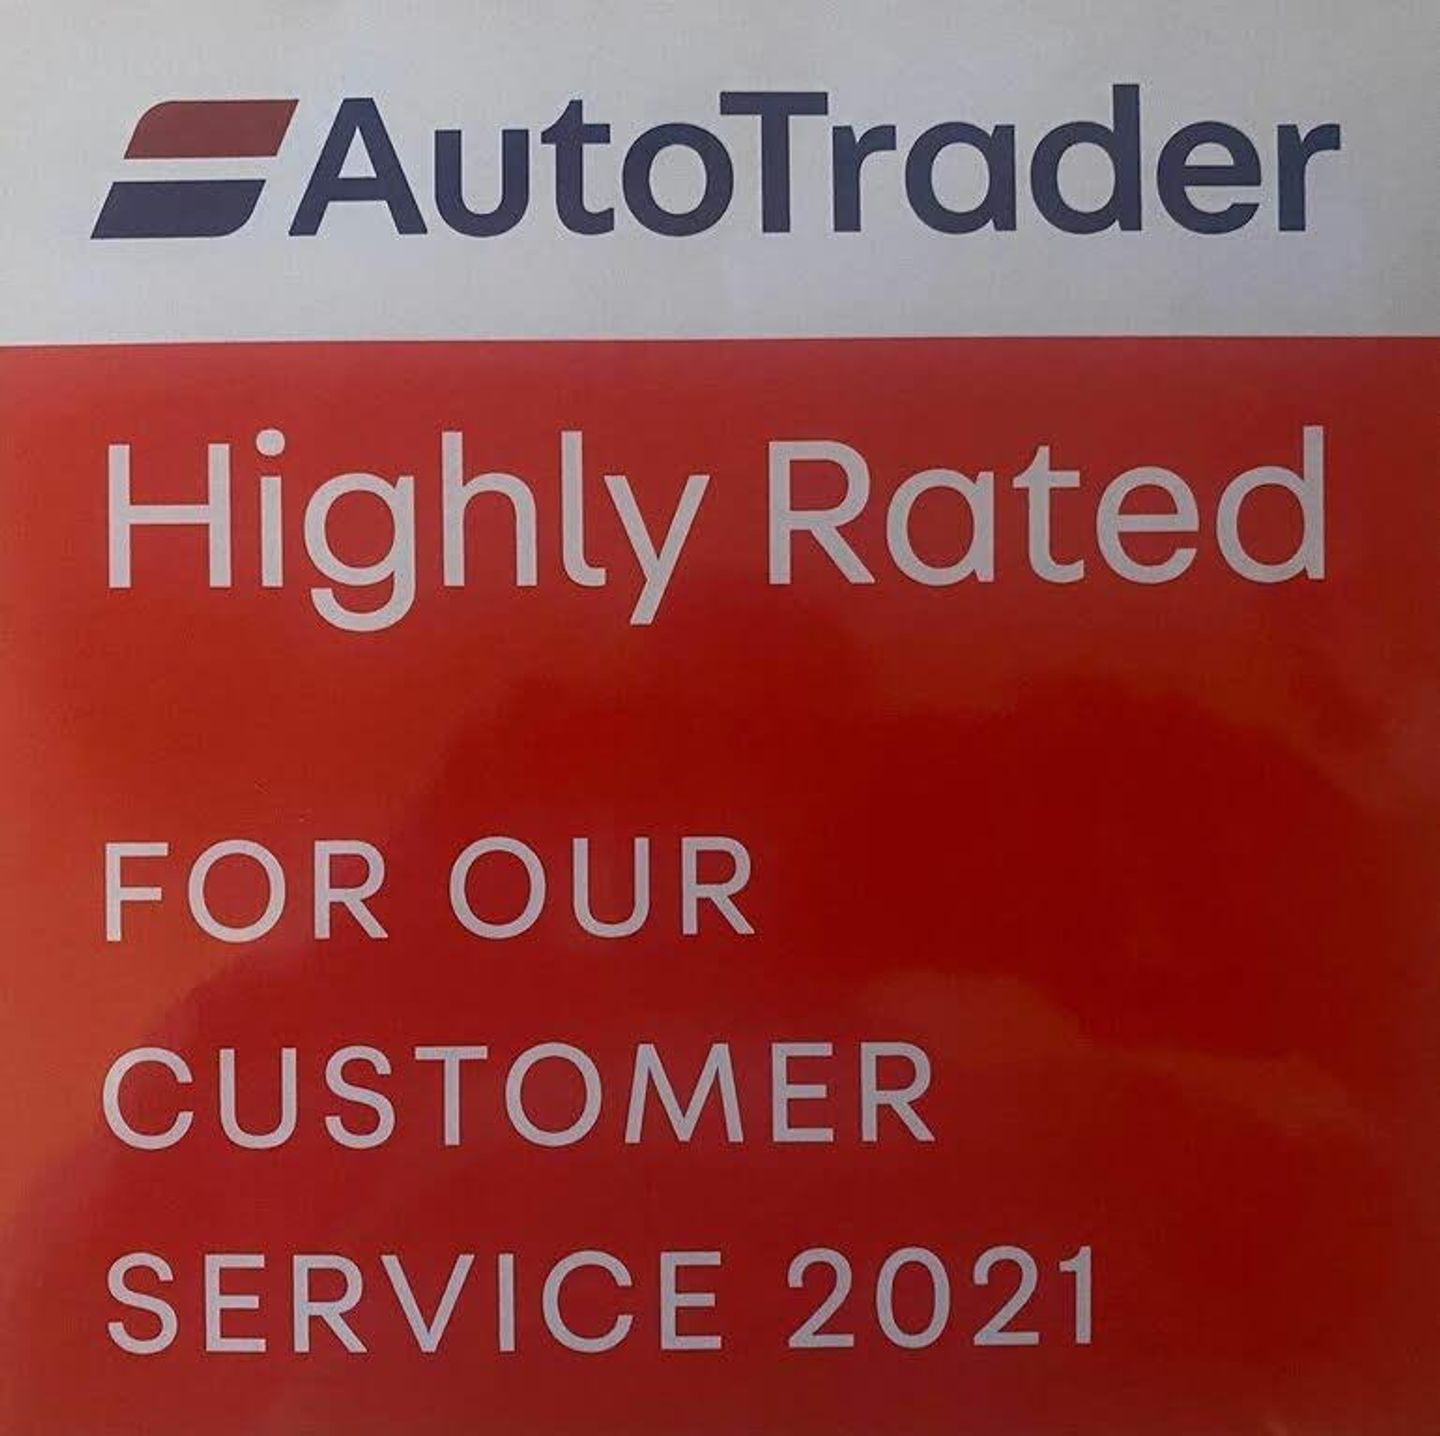 AutoTrader
Highly Rated
FOR OUR
CUSTOMER
SERVICE 2021